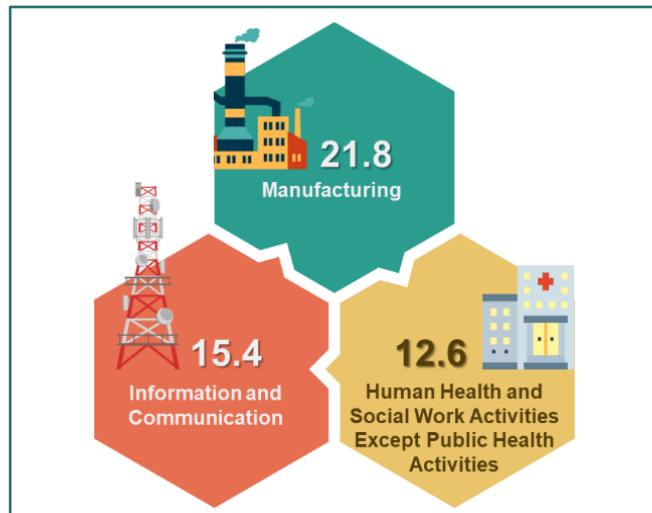 21.8
Manufacturing
15.4
Information and
Communication
12.6
Human Health and
Social Work Activities
Except Public Health
Activities